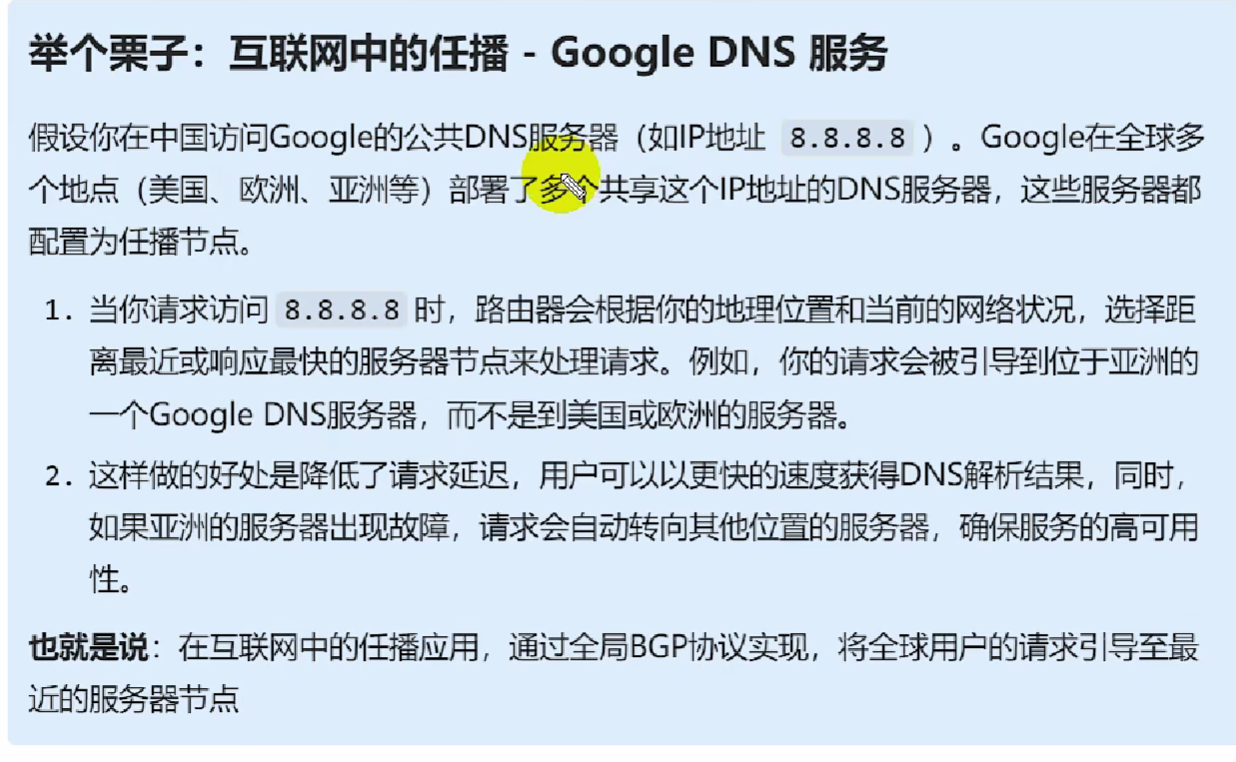 举个栗子：互联网中的任播 - Google DNS 服务
假设你在中国访问Google的公共DNS服务器（如IP地址 8.8.8.8 ）。Google在全球多
个地点（美国、欧洲、亚洲等）部署了多个共享这个IP地址的DNS服务器，这些服务器都
配置为任播节点。
1. 当你请求访问 8.8.8.8 时，路由器会根据你的地理位置和当前的网络状况，选择距
离最近或响应最快的服务器节点来处理请求。例如，你的请求会被引导到位于亚洲的
一个Google DNS服务器，而不是到美国或欧洲的服务器。
2. 这样做的好处是降低了请求延迟，用户可以以更快的速度获得DNS解析结果，同时，
如果亚洲的服务器出现故障，请求会自动转向其他位置的服务器，确保服务的高可用
性。
也就是说：在互联网中的任播应用，通过全局BGP协议实现，将全球用户的请求引导至最
近的服务器节点